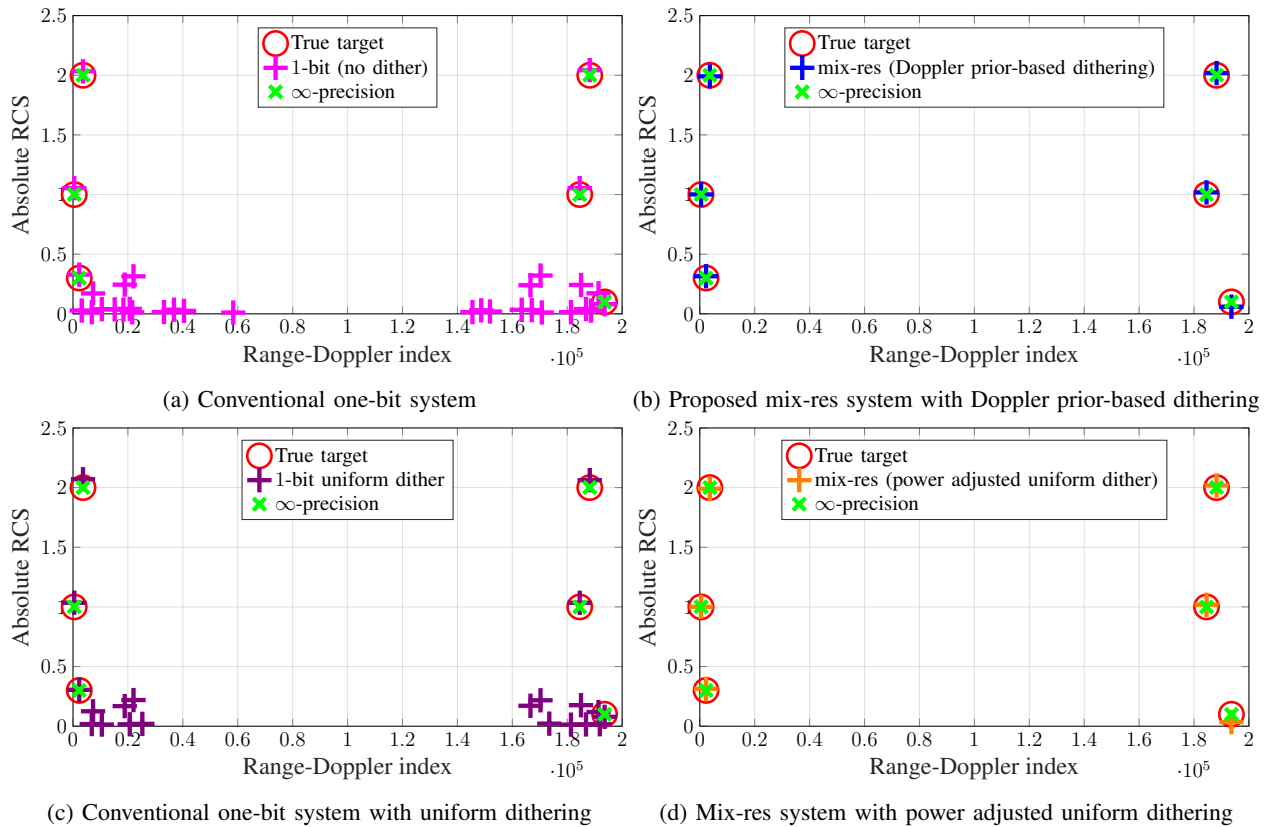 2.5
2
1.5
1
0.5
0
Absolute RCS
True target
1-bit (no dither)
∞-precision
0 0.2 0.4 0.6 0.8 1 1.2 1.4 1.6 1.8 2
Range-Doppler index
·10⁵
(a) Conventional one-bit system
2.5
2
1.5
1
0.5
0
Absolute RCS
True target
mix-res (Doppler prior-based dithering)
∞-precision
0 0.2 0.4 0.6 0.8 1 1.2 1.4 1.6 1.8 2
Range-Doppler index
·10⁵
(b) Proposed mix-res system with Doppler prior-based dithering
2.5
2
1.5
1
0.5
0
Absolute RCS
True target
1-bit uniform dither
∞-precision
0 0.2 0.4 0.6 0.8 1 1.2 1.4 1.6 1.8 2
Range-Doppler index
·10⁵
(c) Conventional one-bit system with uniform dithering
2.5
2
1.5
1
0.5
0
Absolute RCS
True target
mix-res (power adjusted uniform dither)
∞-precision
0 0.2 0.4 0.6 0.8 1 1.2 1.4 1.6 1.8 2
Range-Doppler index
·10⁵
(d) Mix-res system with power adjusted uniform dithering